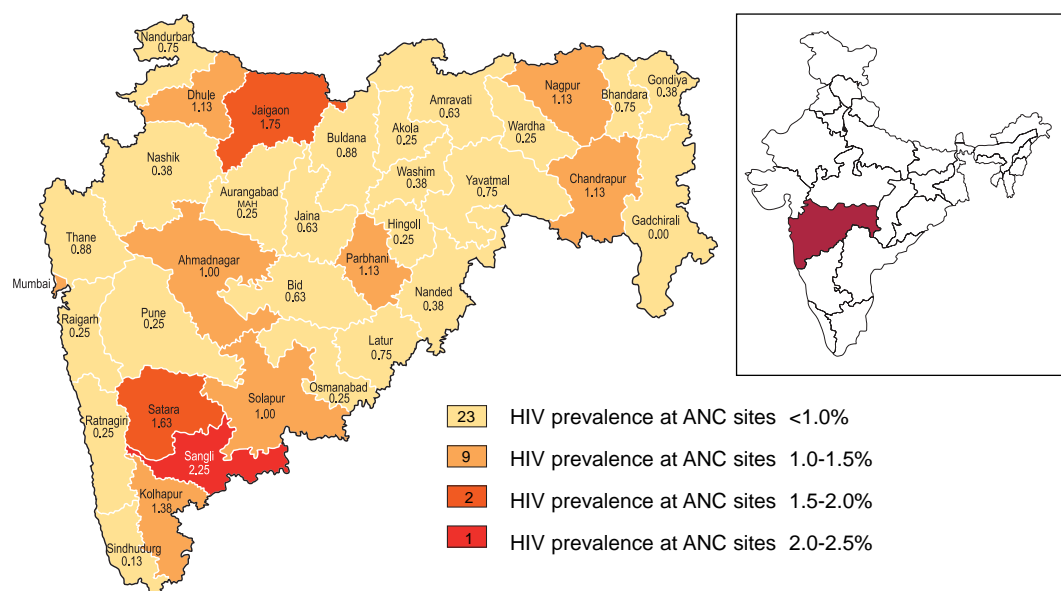 Nandurbar
0.75
Dhule
1.13
Jaigaon
1.75
Nashik
0.38
Buldana
0.88
Akola
0.25
Amravati
0.63
Wardha
0.25
Nagpur
1.13
Bhandara
0.75
Gondiya
0.38
Washim
0.38
Yavatmal
0.75
Chandrapur
1.13
Gadchirali
0.00
Aurangabad
MAH
0.25
Jaina
0.63
Hingoll
0.25
Thane
0.88
Ahmadnagar
1.00
Parbhani
1.13
Mumbai
Bid
0.63
Nanded
0.38
Raigarh
0.25
Pune
0.25
Latur
0.75
Osmanabad
0.25
Satara
1.63
Solapur
1.00
Ratnagin
0.25
Sangli
2.25
Kolhapur
1.38
Sindhudurg
0.13
23 HIV prevalence at ANC sites <1.0%
9 HIV prevalence at ANC sites 1.0-1.5%
2 HIV prevalence at ANC sites 1.5-2.0%
1 HIV prevalence at ANC sites 2.0-2.5%